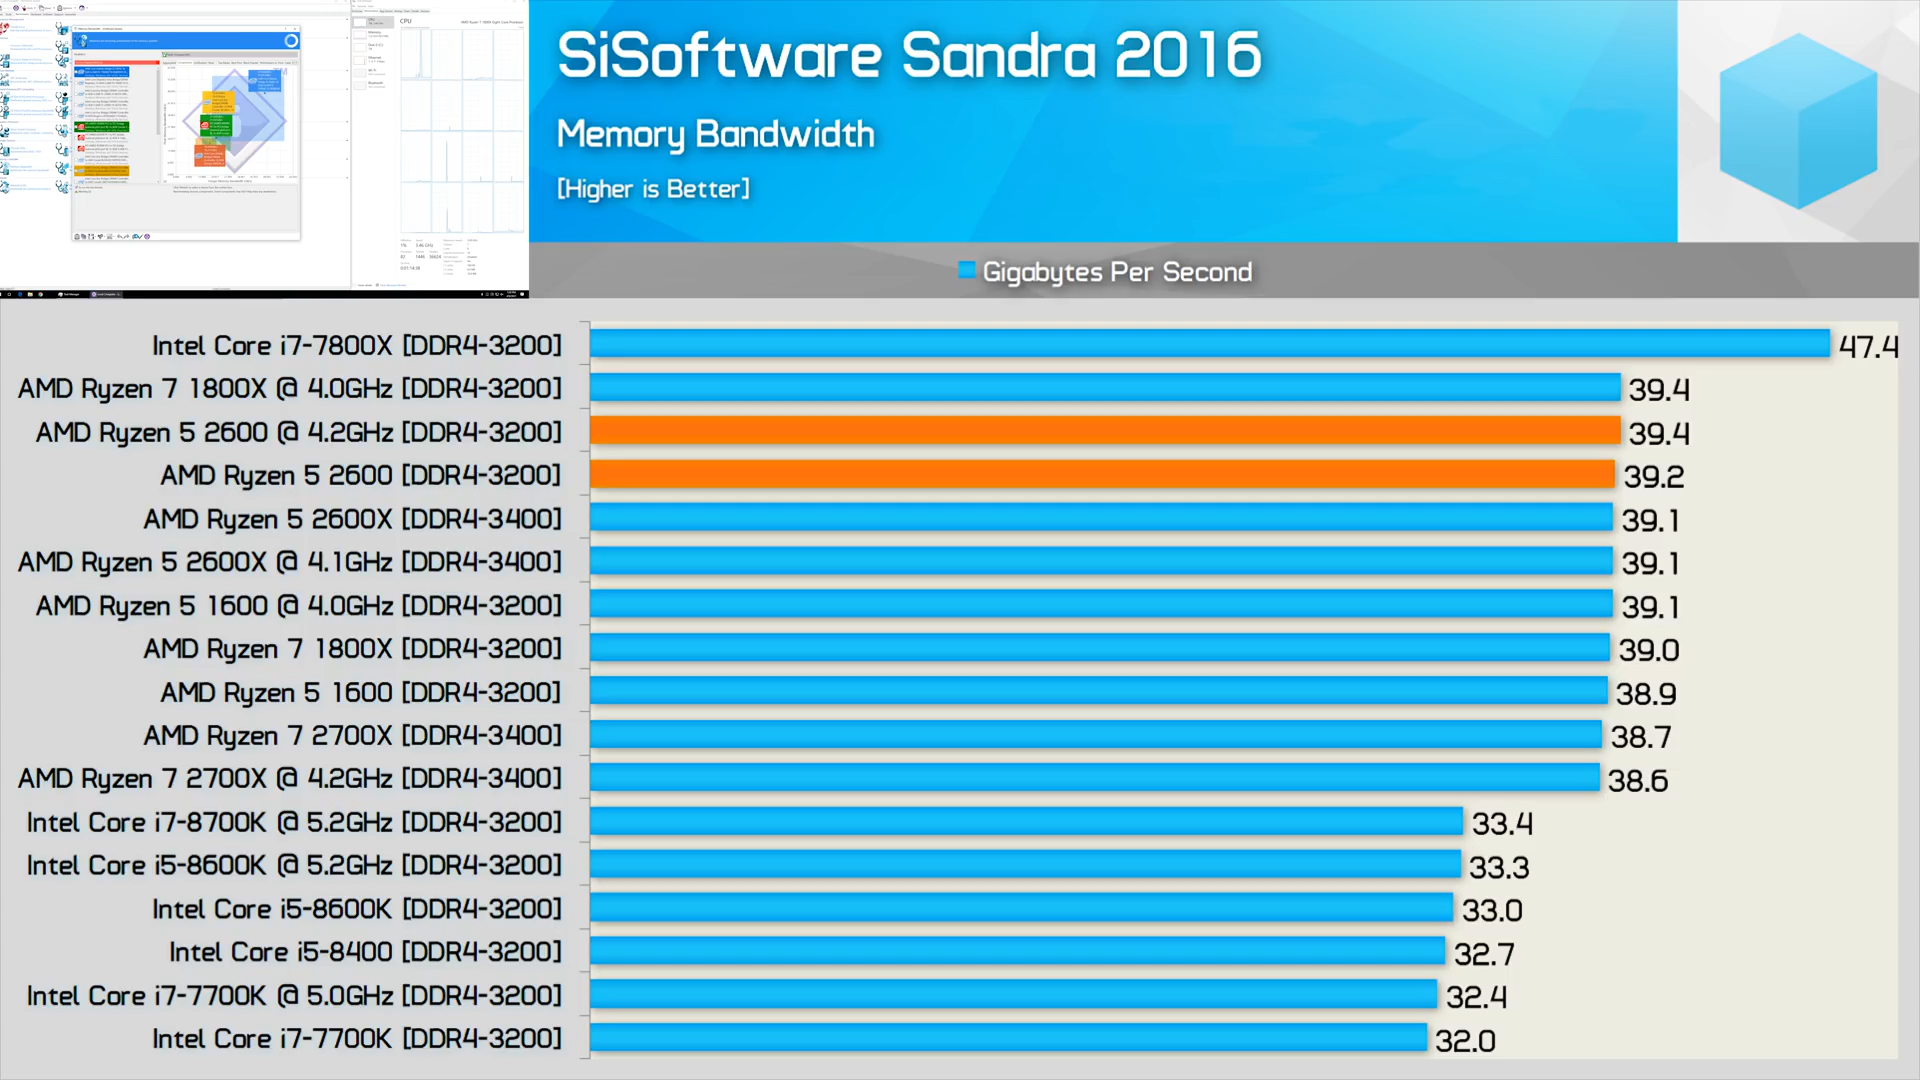 SiSoftware Sandra 2016
Memory Bandwidth
[Higher is Better]
CPU
Gigabytes Per Second
Intel Core i7-7800X [DDR4-3200] 47.4
AMD Ryzen 7 1800X @ 4.0GHz [DDR4-3200] 39.4
AMD Ryzen 5 2600 @ 4.2GHz [DDR4-3200] 39.4
AMD Ryzen 5 2600 [DDR4-3200] 39.2
AMD Ryzen 5 2600X [DDR4-3400] 39.1
AMD Ryzen 5 2600X @ 4.1GHz [DDR4-3400] 39.1
AMD Ryzen 5 1600 @ 4.0GHz [DDR4-3200] 39.1
AMD Ryzen 7 1800X [DDR4-3200] 39.0
AMD Ryzen 5 1600 [DDR4-3200] 38.9
AMD Ryzen 7 2700X [DDR4-3400] 38.7
AMD Ryzen 7 2700X @ 4.2GHz [DDR4-3400] 38.6
Intel Core i7-8700K @ 5.2GHz [DDR4-3200] 33.4
Intel Core i5-8600K @ 5.2GHz [DDR4-3200] 33.3
Intel Core i5-8600K [DDR4-3200] 33.0
Intel Core i5-8400 [DDR4-3200] 32.7
Intel Core i7-7700K @ 5.0GHz [DDR4-3200] 32.4
Intel Core i7-7700K [DDR4-3200] 32.0